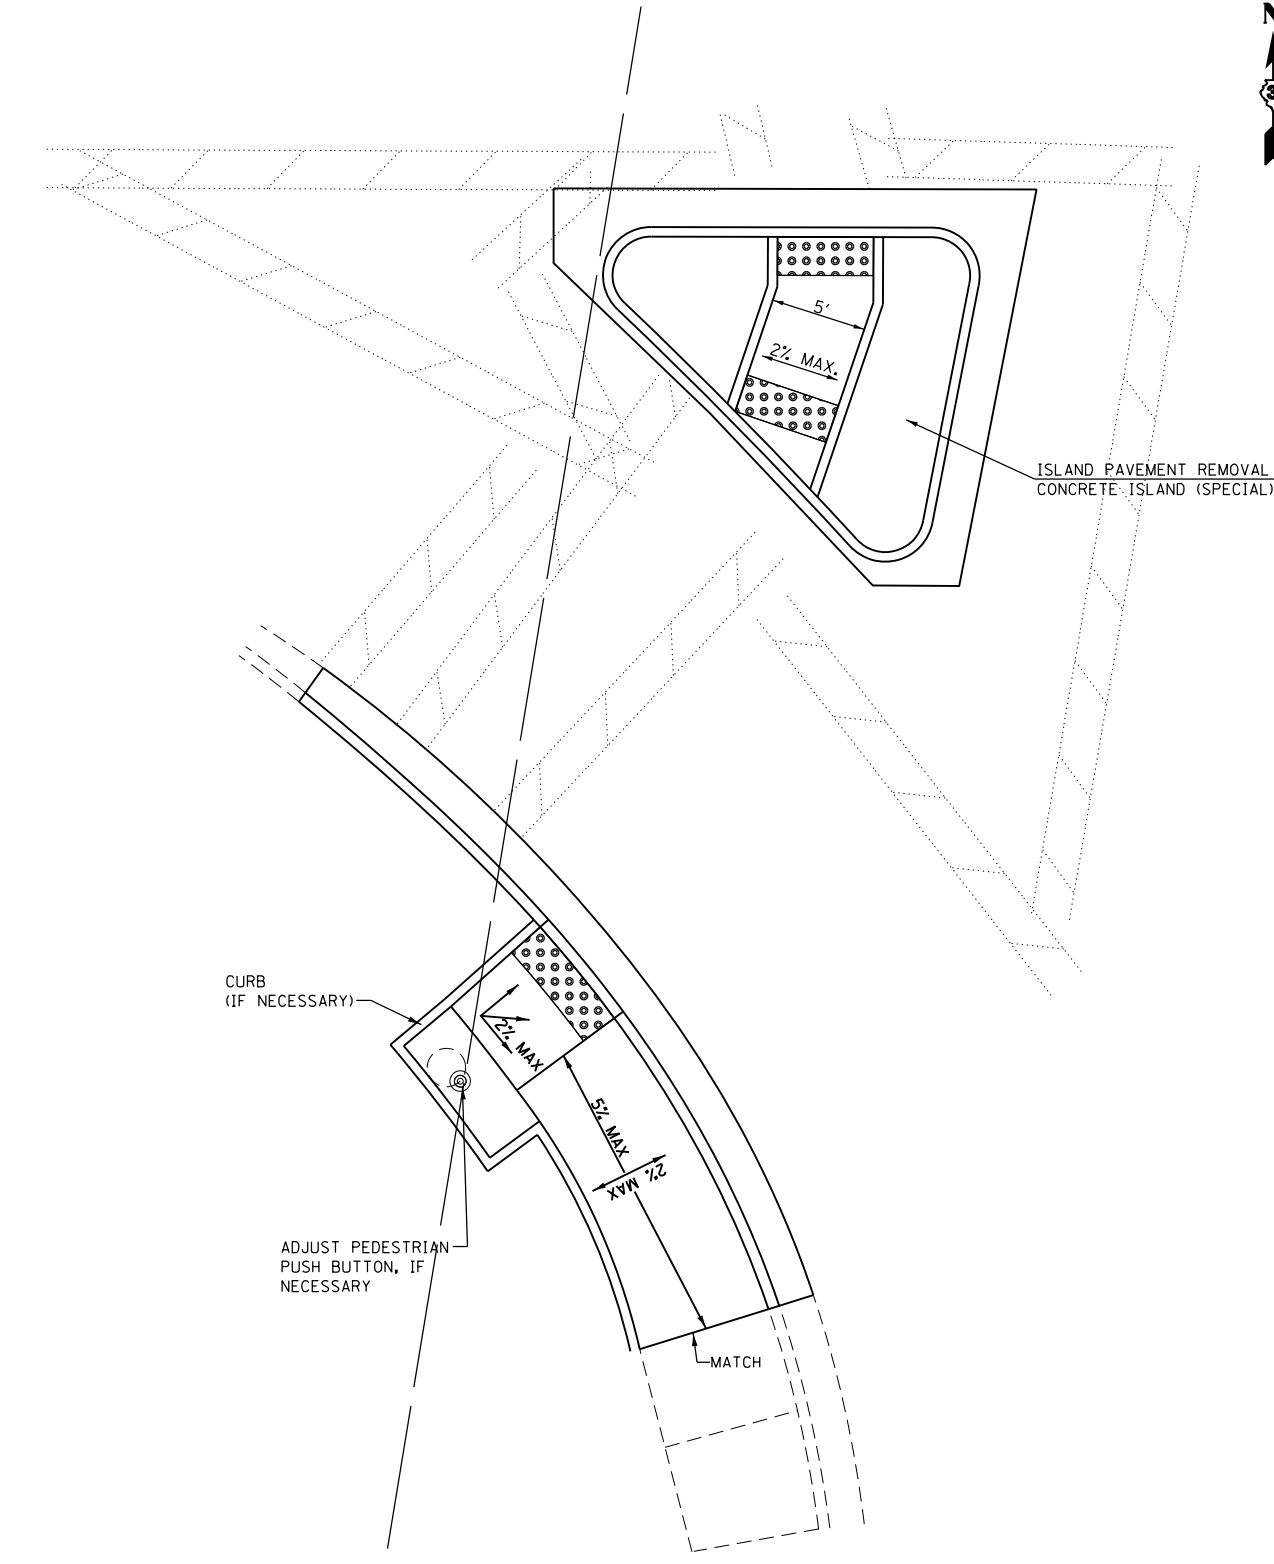 N
5'
2% MAX.
ISLAND PAVEMENT REMOVAL
CONCRETE ISLAND (SPECIAL)
CURB
(IF NECESSARY)
2% MAX
5% MAX
2% MAX
ADJUST PEDESTRIAN
PUSH BUTTON, IF
NECESSARY
MATCH